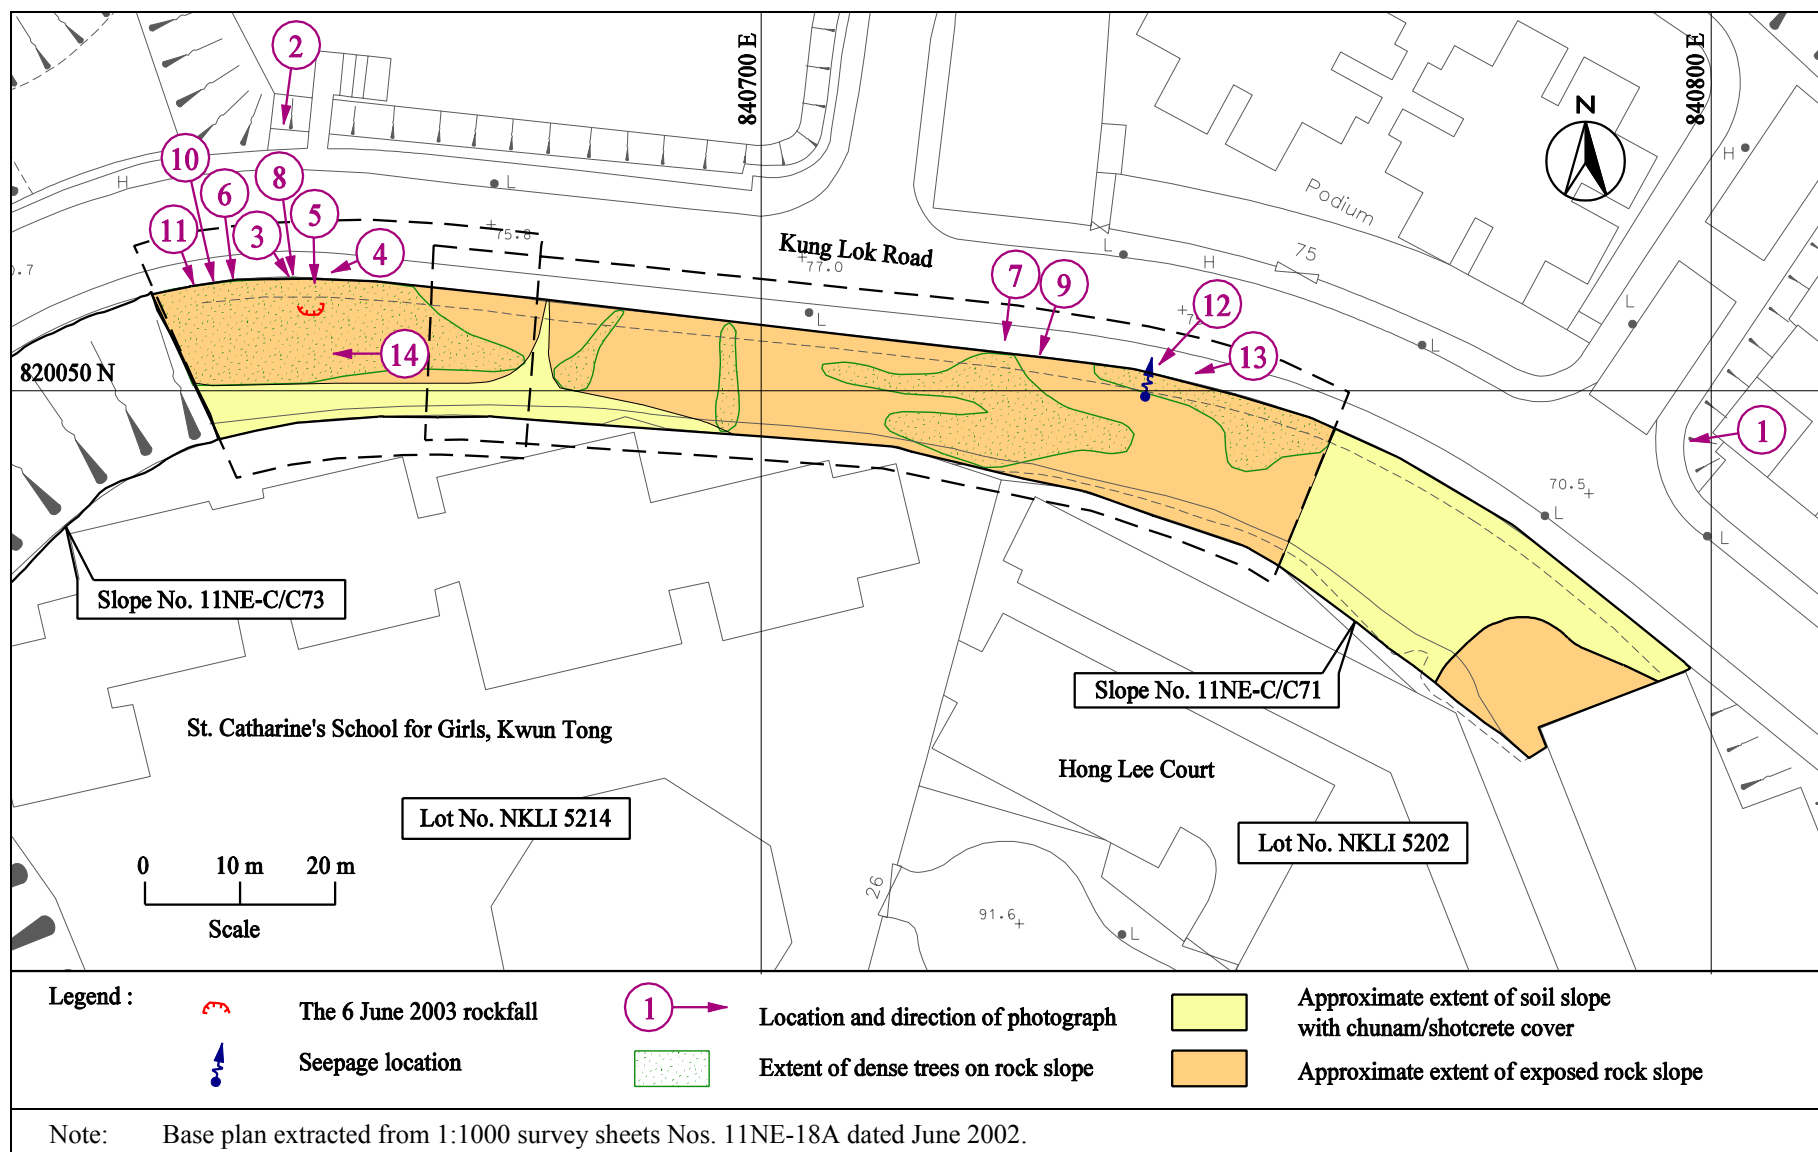 2
840700 E
840800 E
N
10
6
8
5
11
3
4
H
L
75.8
Kung Lok Road
77.0
L
7
9
12
13
14
L
H
75
Podium
H
L
L
1
L
70.5
L
820050 N
Slope No. 11NE-C/C73
Slope No. 11NE-C/C71
St. Catharine's School for Girls, Kwun Tong
Hong Lee Court
Lot No. NKLI 5214
Lot No. NKLI 5202
0 10 m 20 m
Scale
26
91.6
L
Legend :
The 6 June 2003 rockfall
Seepage location
1
Location and direction of photograph
Extent of dense trees on rock slope
Approximate extent of soil slope
with chunam/shotcrete cover
Approximate extent of exposed rock slope
Note: Base plan extracted from 1:1000 survey sheets Nos. 11NE-18A dated June 2002.